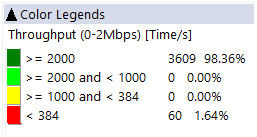 Color Legends
Throughput (0-2Mbps) [Time/s]
>= 2000 3609 98.36%
>= 2000 and < 1000 0 0.00%
>= 1000 and < 384 0 0.00%
< 384 60 1.64%